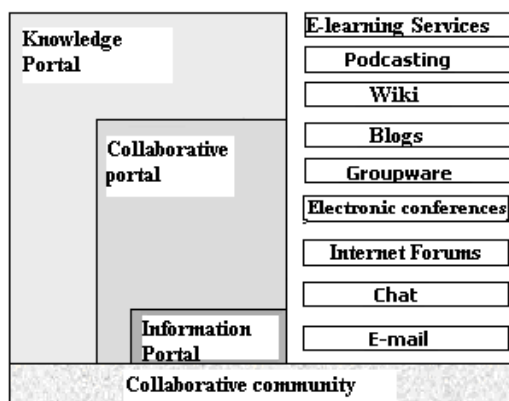 Knowledge
Portal
Collaborative
portal
Information
Portal
E-learning Services
Podcasting
Wiki
Blogs
Groupware
Electronic conferences
Internet Forums
Chat
E-mail
Collaborative community